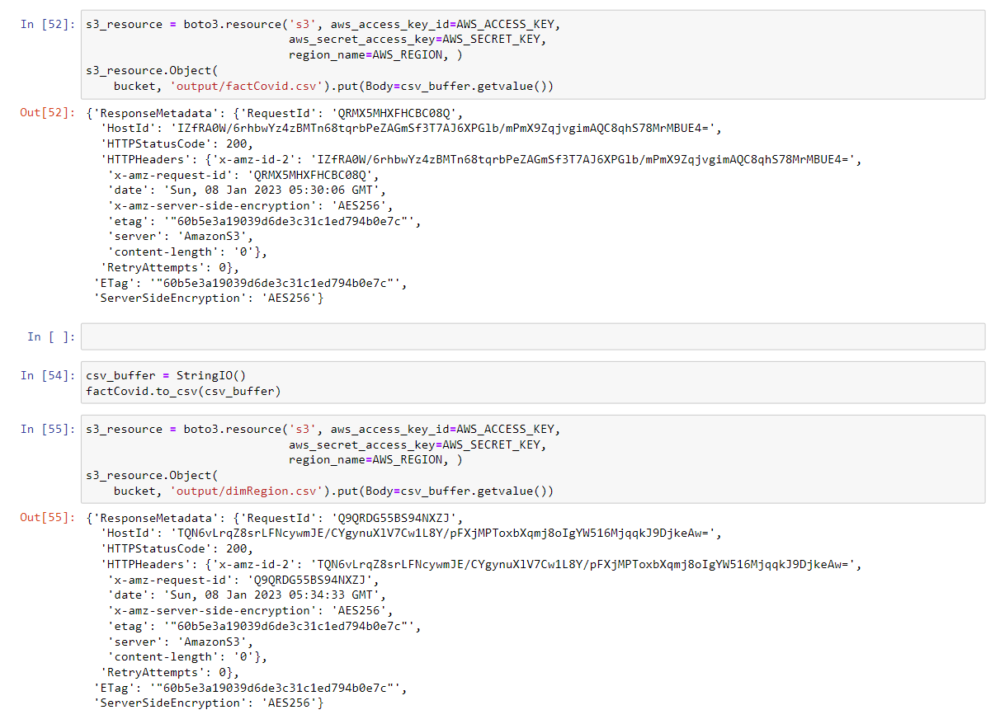 In [52]: s3_resource = boto3.resource('s3', aws_access_key_id=AWS_ACCESS_KEY,
aws_secret_access_key=AWS_SECRET_KEY,
region_name=AWS_REGION, )
s3_resource.Object(
bucket, 'output/factCovid.csv').put(Body=csv_buffer.getvalue())
Out[52]: {'ResponseMetadata': {'RequestId': 'QRMX5MHXFHCBC08Q',
'HostId': 'IZfRA0W/6rhbwYz4zBMTn68tqrbPeZAGmSf3T7AJ6XPGlb/mPmX9ZqjvgimAQC8qhS78MrMBUE4=',
'HTTPStatusCode': 200,
'HTTPHeaders': {'x-amz-id-2': 'IZfRA0W/6rhbwYz4zBMTn68tqrbPeZAGmSf3T7AJ6XPGlb/mPmX9ZqjvgimAQC8qhS78MrMBUE4=',
'x-amz-request-id': 'QRMX5MHXFHCBC08Q',
'date': 'Sun, 08 Jan 2023 05:30:06 GMT',
'x-amz-server-side-encryption': 'AES256',
'etag': '"60b5e3a19039d6de3c31c1ed794b0e7c"',
'server': 'AmazonS3',
'content-length': '0'},
'RetryAttempts': 0},
'ETag': '"60b5e3a19039d6de3c31c1ed794b0e7c"',
'ServerSideEncryption': 'AES256'}
In [ ]:
In [54]: csv_buffer = StringIO()
factCovid.to_csv(csv_buffer)
In [55]: s3_resource = boto3.resource('s3', aws_access_key_id=AWS_ACCESS_KEY,
aws_secret_access_key=AWS_SECRET_KEY,
region_name=AWS_REGION, )
s3_resource.Object(
bucket, 'output/dimRegion.csv').put(Body=csv_buffer.getvalue())
Out[55]: {'ResponseMetadata': {'RequestId': 'Q9QRDG55BS94NXZJ',
'HostId': 'TQN6vLrqZ8srLFNcywmJE/CYgynuXlV7Cw1L8Y/pFXjMPToxbXqmj8oIgYW516MjqqkJ9DjkeAw=',
'HTTPStatusCode': 200,
'HTTPHeaders': {'x-amz-id-2': 'TQN6vLrqZ8srLFNcywmJE/CYgynuXlV7Cw1L8Y/pFXjMPToxbXqmj8oIgYW516MjqqkJ9DjkeAw=',
'x-amz-request-id': 'Q9QRDG55BS94NXZJ',
'date': 'Sun, 08 Jan 2023 05:34:33 GMT',
'x-amz-server-side-encryption': 'AES256',
'etag': '"60b5e3a19039d6de3c31c1ed794b0e7c"',
'server': 'AmazonS3',
'content-length': '0'},
'RetryAttempts': 0},
'ETag': '"60b5e3a19039d6de3c31c1ed794b0e7c"',
'ServerSideEncryption': 'AES256'}